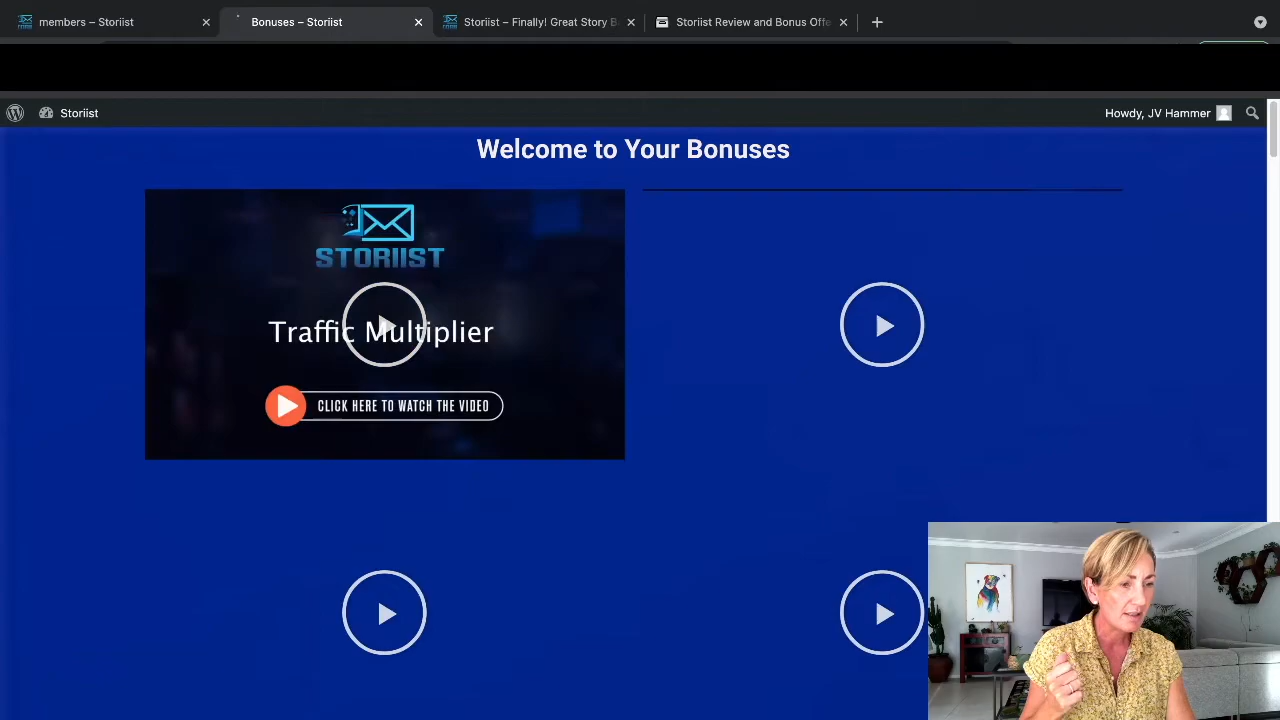 members – Storiist
Bonuses – Storiist
Storiist – Finally! Great Story B
Storiist Review and Bonus Offe
Storiist
Howdy, JV Hammer
Welcome to Your Bonuses
STORIIST
Traffic Multiplier
CLICK HERE TO WATCH THE VIDEO